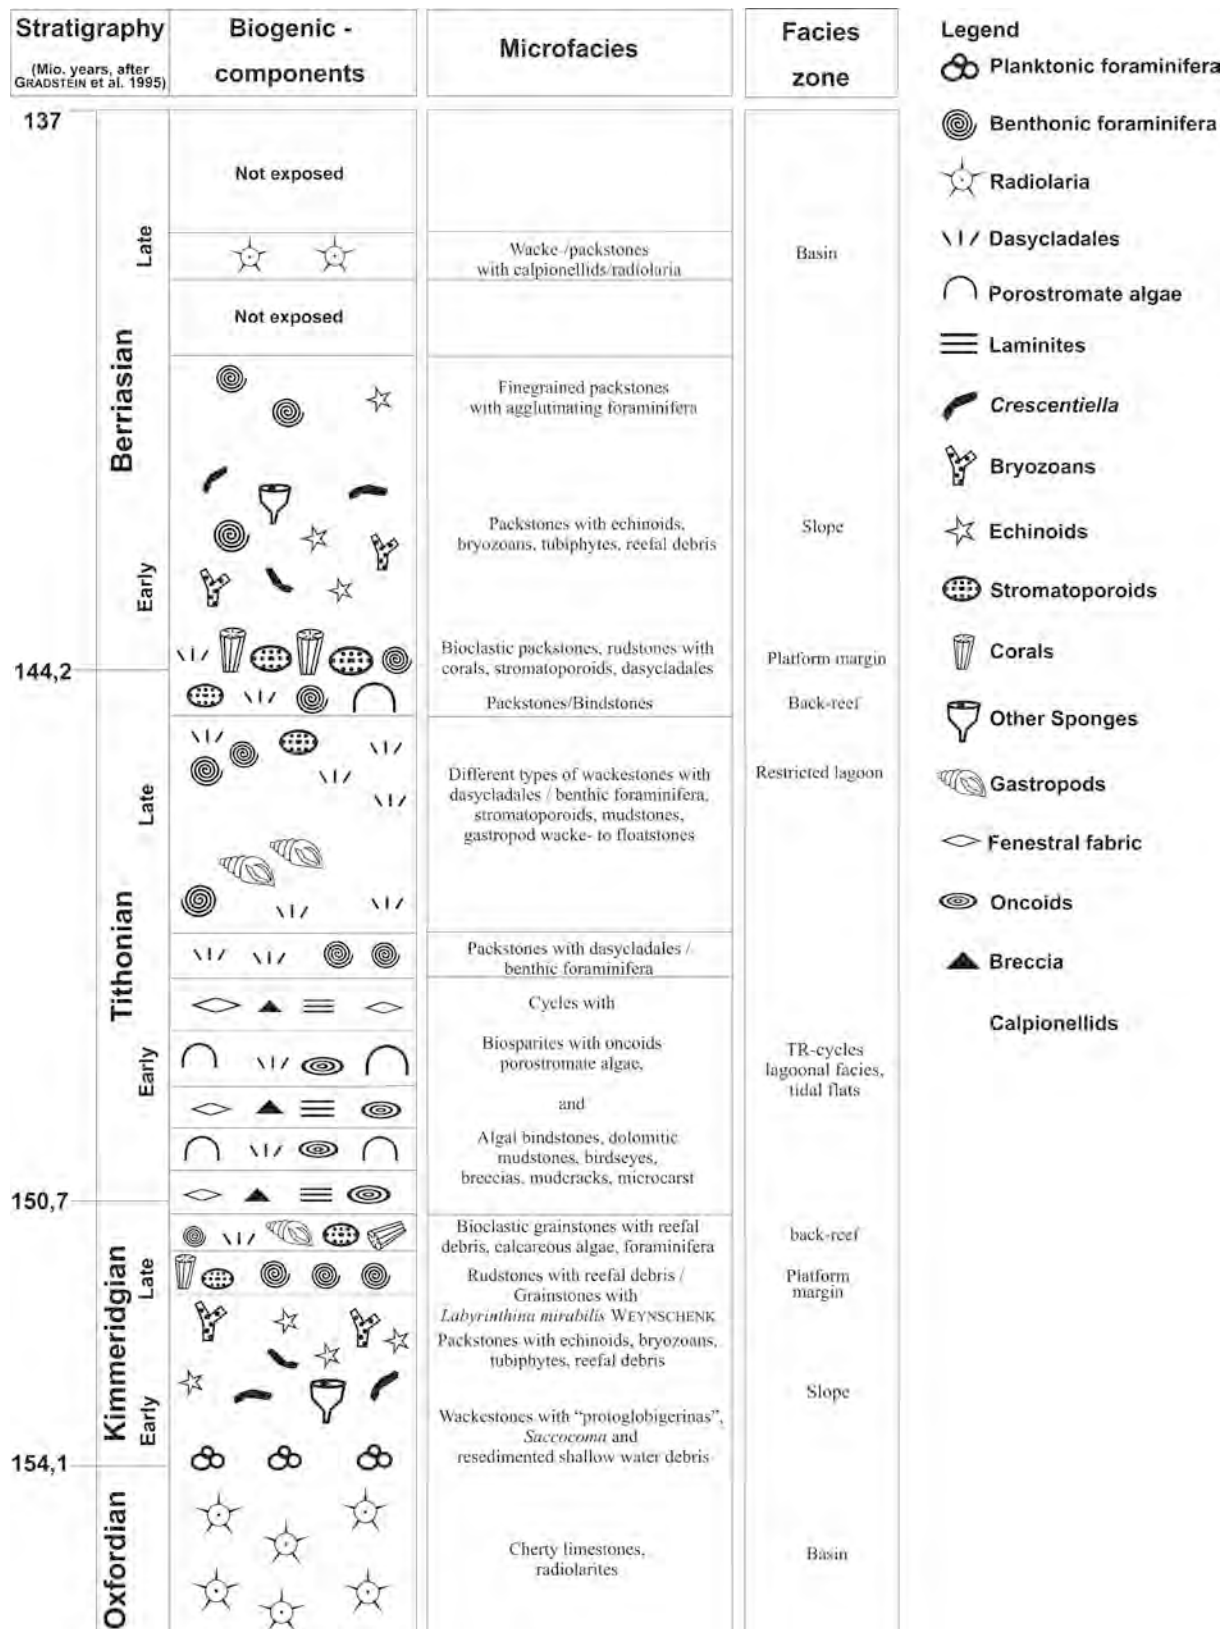 Stratigraphy
(Mio. years, after
GRADSTEIN et al. 1995)
Biogenic -
components
Microfacies
Facies
zone
137
144,2
150,7
154,1
Berriasian
Late
Early
Tithonian
Late
Early
Kimmeridgian
Late
Early
Oxfordian
Not exposed
Not exposed
Wacke-/packstones
with calpionellids/radiolaria
Finegrained packstones
with agglutinating foraminifera
Packstones with echinoids,
bryozoans, tubiphytes, reefal debris
Bioclastic packstones, rudstones with
corals, stromatoporoids, dasycladales
Packstones/Bindstones
Different types of wackestones with
dasycladales / benthic foraminifera,
stromatoporoids, mudstones,
gastropod wacke- to floatstones
Packstones with dasycladales /
benthic foraminifera
Cycles with
Biosparites with oncoids
porostromate algae,
and
Algal bindstones, dolomitic
mudstones, birdseyes,
breccias, mudcracks, microcarst
Bioclastic grainstones with reefal
debris, calcareous algae, foraminifera
Rudstones with reefal debris /
Grainstones with
Labyrinthina mirabilis WEYNSCHENK
Packstones with echinoids, bryozoans,
tubiphytes, reefal debris
Wackestones with “protoglobigerinas”,
Saccocoma and
resedimented shallow water debris
Cherty limestones,
radiolarites
Basin
Slope
Platform margin
Back-reef
Restricted lagoon
TR-cycles
lagoonal facies,
tidal flats
back-reef
Platform
margin
Slope
Basin
Legend
Planktonic foraminifera
Benthonic foraminifera
Radiolaria
Dasycladales
Porostromate algae
Laminites
Crescentiella
Bryozoans
Echinoids
Stromatoporoids
Corals
Other Sponges
Gastropods
Fenestral fabric
Oncoids
Breccia
Calpionellids